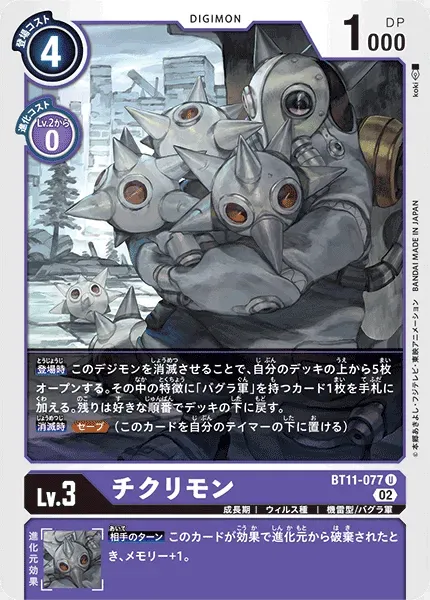 DIGIMON
登場コスト
4
1000
DP
進化コスト
Lv.2から
0
koki
©本郷あきよし・フジテレビ・東映アニメーション BANDAI MADE IN JAPAN
登場時 このデジモンを消滅させることで、自分のデッキの上から5枚
オープンする。その中の特徴に「バグラ軍」を持つカード1枚を手札に
加える。残りは好きな順番でデッキの下に戻す。
消滅時 セーブ (このカードを自分のテイマーの下に置ける)
BT11-077 U
02
Lv.3
チクリモン
成長期 | ウィルス種 | 機雷型/バグラ軍
進化元効果
相手のターン このカードが効果で進化元から破棄されたと
き、メモリー+1。